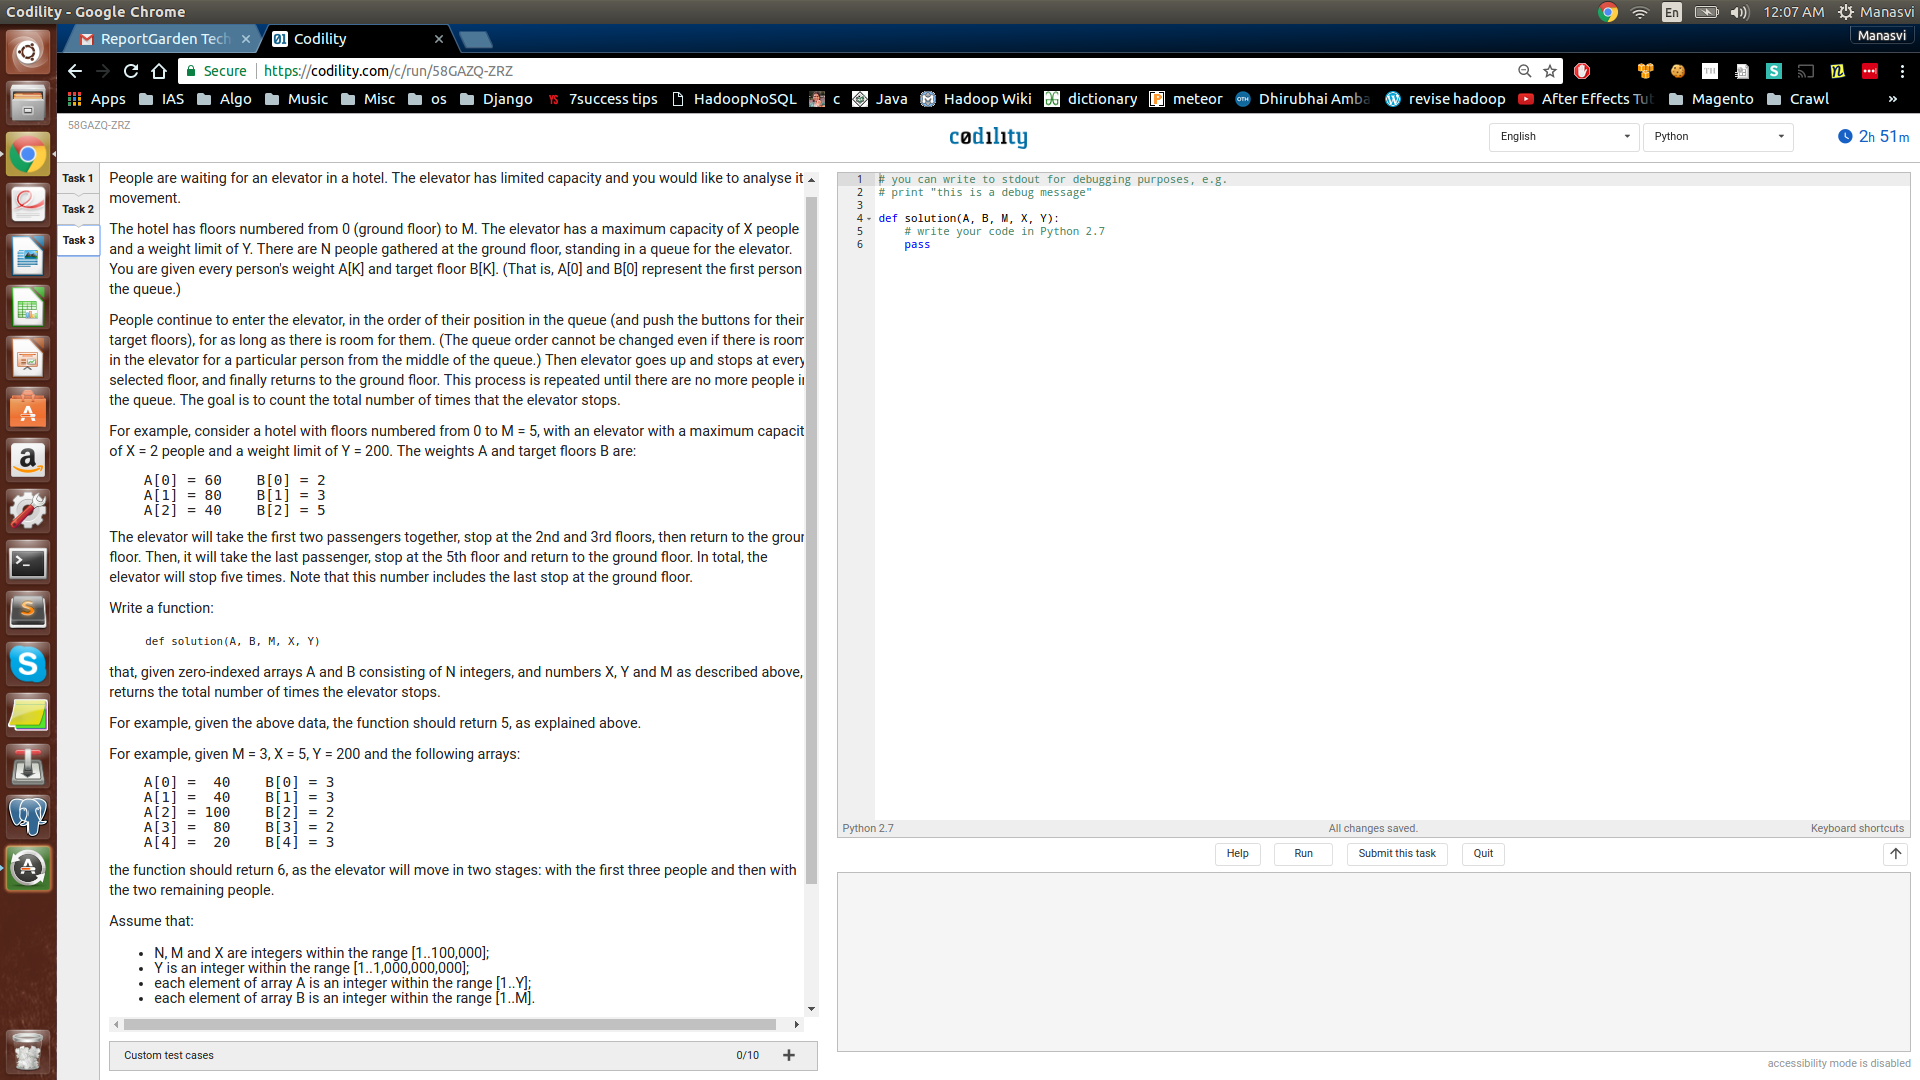 Codility - Google Chrome
En
12:07 AM
Manasvi
ReportGarden Tech
Codility
Manasvi
Secure
https://codility.com/c/run/58GAZQ-ZRZ
Apps IAS Algo Music Misc os Django 7success tips HadoopNoSQL c Java Hadoop Wiki dictionary meteor Dhirubhai Amba revise hadoop After Effects Tut Magento Crawl »
58GAZQ-ZRZ
codility
English
Python
2h 51m
Task 1
Task 2
Task 3
People are waiting for an elevator in a hotel. The elevator has limited capacity and you would like to analyse it
movement.
The hotel has floors numbered from 0 (ground floor) to M. The elevator has a maximum capacity of X people
and a weight limit of Y. There are N people gathered at the ground floor, standing in a queue for the elevator.
You are given every person's weight A[K] and target floor B[K]. (That is, A[0] and B[0] represent the first person
the queue.)
People continue to enter the elevator, in the order of their position in the queue (and push the buttons for their
target floors), for as long as there is room for them. (The queue order cannot be changed even if there is room
in the elevator for a particular person from the middle of the queue.) Then elevator goes up and stops at every
selected floor, and finally returns to the ground floor. This process is repeated until there are no more people i
the queue. The goal is to count the total number of times that the elevator stops.
For example, consider a hotel with floors numbered from 0 to M = 5, with an elevator with a maximum capacit
of X = 2 people and a weight limit of Y = 200. The weights A and target floors B are:
A[0] = 60 B[0] = 2
A[1] = 80 B[1] = 3
A[2] = 40 B[2] = 5
The elevator will take the first two passengers together, stop at the 2nd and 3rd floors, then return to the grour
floor. Then, it will take the last passenger, stop at the 5th floor and return to the ground floor. In total, the
elevator will stop five times. Note that this number includes the last stop at the ground floor.
Write a function:
def solution(A, B, M, X, Y)
that, given zero-indexed arrays A and B consisting of N integers, and numbers X, Y and M as described above,
returns the total number of times the elevator stops.
For example, given the above data, the function should return 5, as explained above.
For example, given M = 3, X = 5, Y = 200 and the following arrays:
A[0] = 40 B[0] = 3
A[1] = 40 B[1] = 3
A[2] = 100 B[2] = 2
A[3] = 80 B[3] = 2
A[4] = 20 B[4] = 3
the function should return 6, as the elevator will move in two stages: with the first three people and then with
the two remaining people.
Assume that:
• N, M and X are integers within the range [1..100,000];
• Y is an integer within the range [1..1,000,000,000];
• each element of array A is an integer within the range [1..Y];
• each element of array B is an integer within the range [1..M].
Custom test cases
0/10
+
1 # you can write to stdout for debugging purposes, e.g.
2 # print "this is a debug message"
3
4 def solution(A, B, M, X, Y):
5 # write your code in Python 2.7
6 pass
Python 2.7
All changes saved.
Keyboard shortcuts
Help
Run
Submit this task
Quit
accessibility mode is disabled